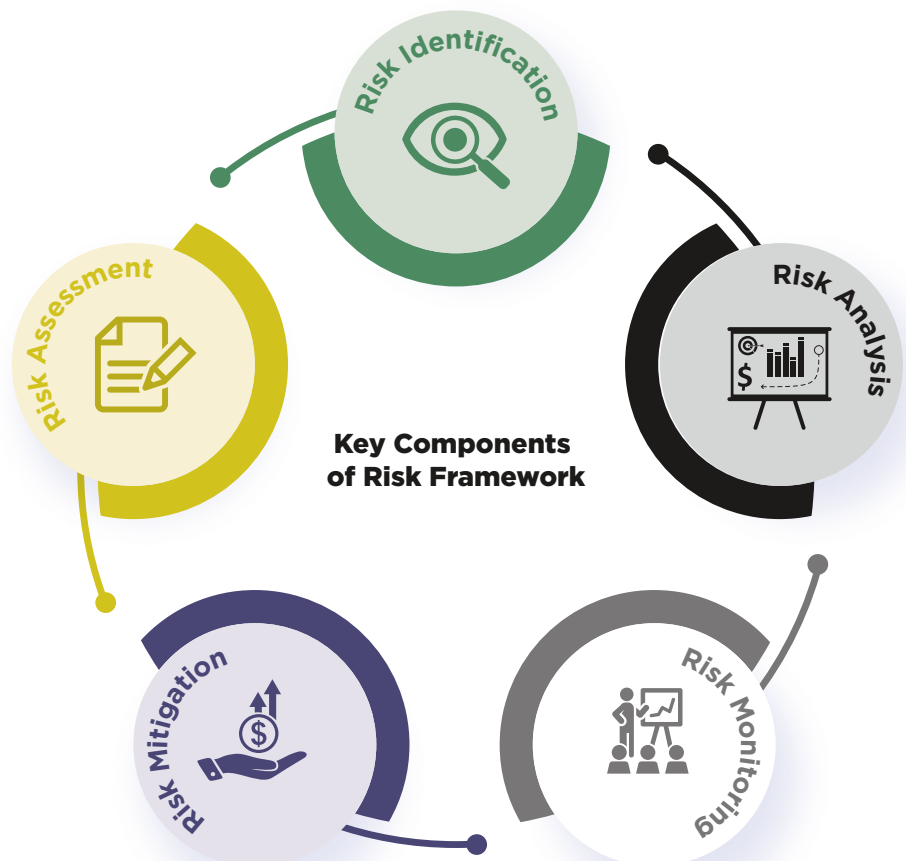 Risk Identification
Risk Assessment
Risk Analysis
Key Components
of Risk Framework
Risk Mitigation
Risk Monitoring
$
$